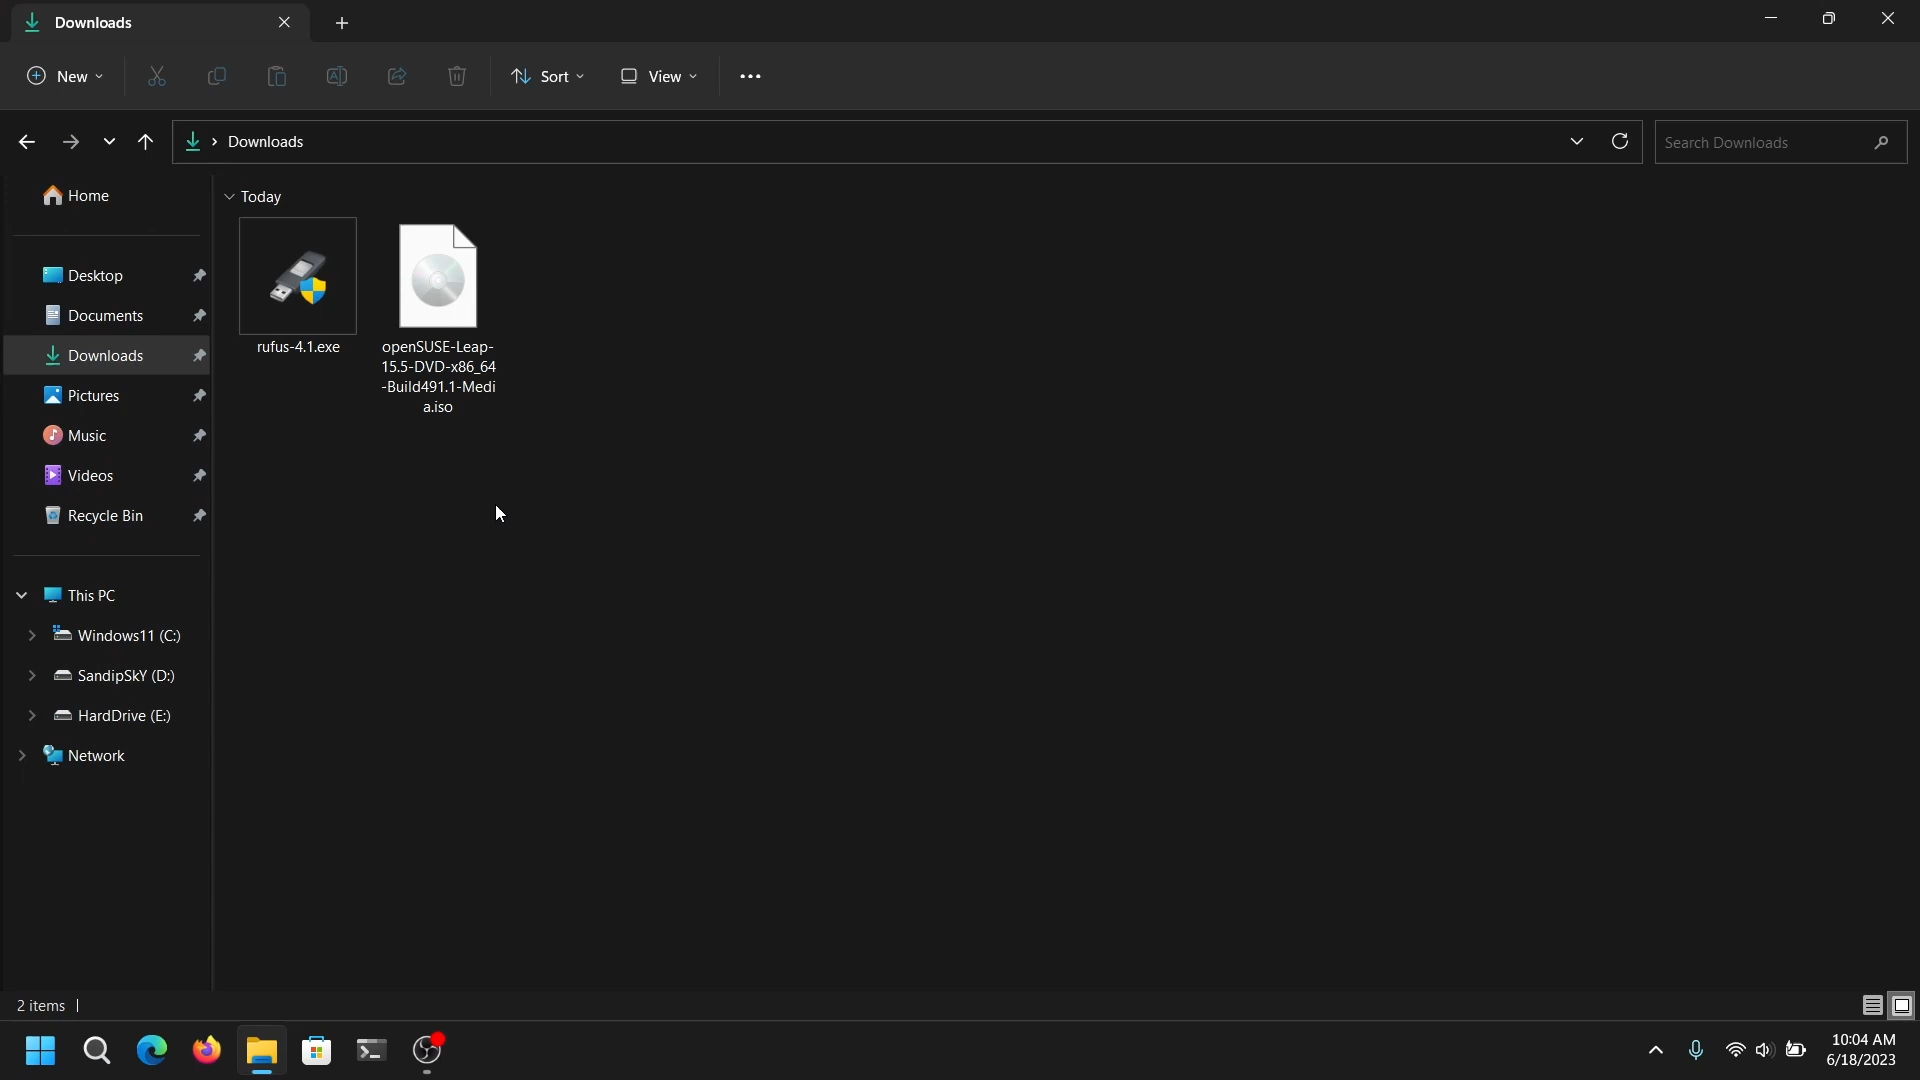 Downloads
New
Sort
View
Downloads
Search Downloads
Home
Desktop
Documents
Downloads
Pictures
Music
Videos
Recycle Bin
This PC
Windows11 (C:)
SandipSkY (D:)
HardDrive (E:)
Network
Today
rufus-4.1.exe
openSUSE-Leap-
15.5-DVD-x86_64
-Build491.1-Medi
a.iso
2 items
10:04 AM
6/18/2023